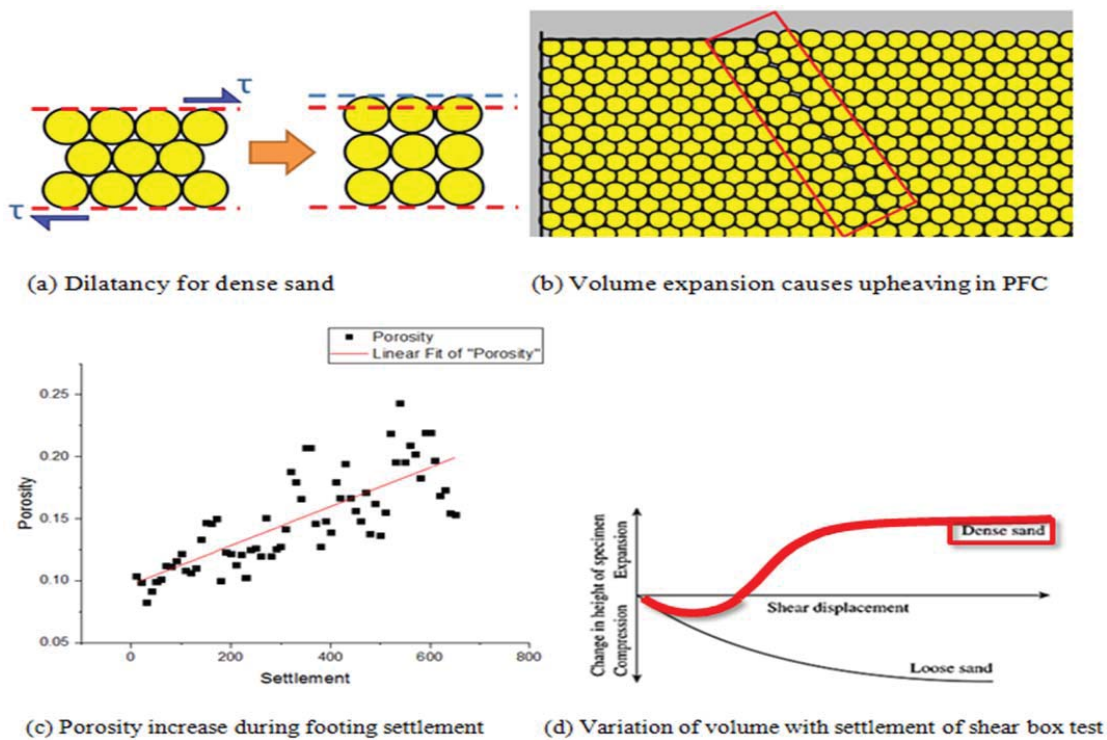 τ
τ
(a) Dilatancy for dense sand
(b) Volume expansion causes upheaving in PFC
Porosity
Linear Fit of "Porosity"
0.25
0.20
0.15
0.10
0.05
Porosity
0
200
400
600
800
Settlement
(c) Porosity increase during footing settlement
Change in height of specimen
Compression Expansion
Dense sand
Shear displacement
Loose sand
(d) Variation of volume with settlement of shear box test